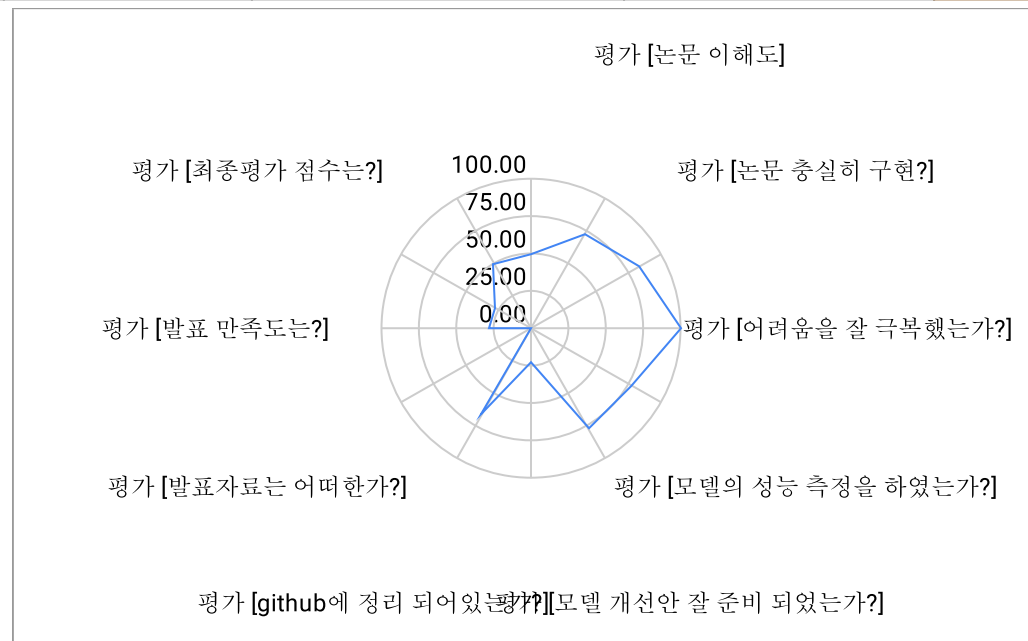 평가 [논문 이해도]
평가 [최종평가 점수는?]
평가 [논문 충실히 구현?]
100.00
75.00
50.00
25.00
0.00
평가 [발표 만족도는?]
평가 [어려움을 잘 극복했는가?]
평가 [발표자료는 어떠한가?]
평가 [모델의 성능 측정을 하였는가?]
평가 [github에 정리 되어있는가?]
평가 [모델 개선안 잘 준비 되었는가?]